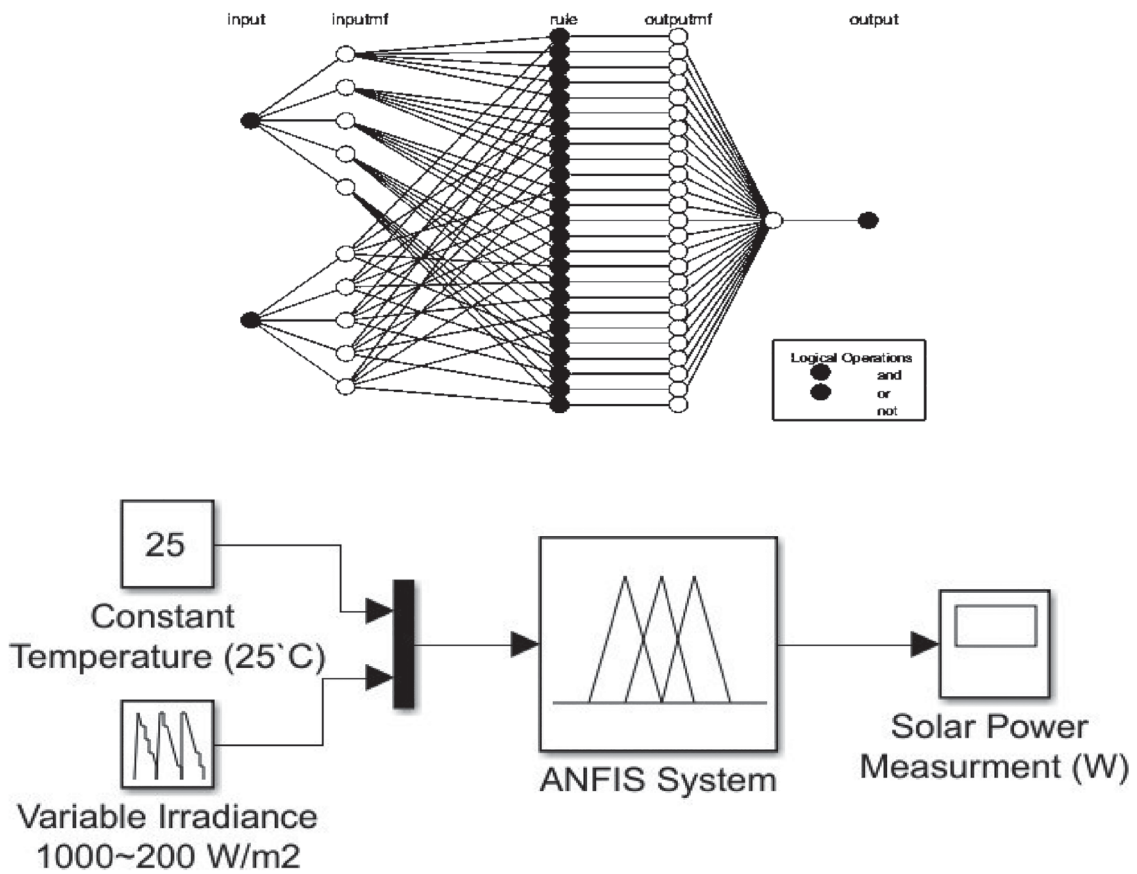 input inputmf rule outputmf output
Logical Operations
and
or
not
25
Constant
Temperature (25`C)
Variable Irradiance
1000~200 W/m2
ANFIS System
Solar Power
Measurment (W)